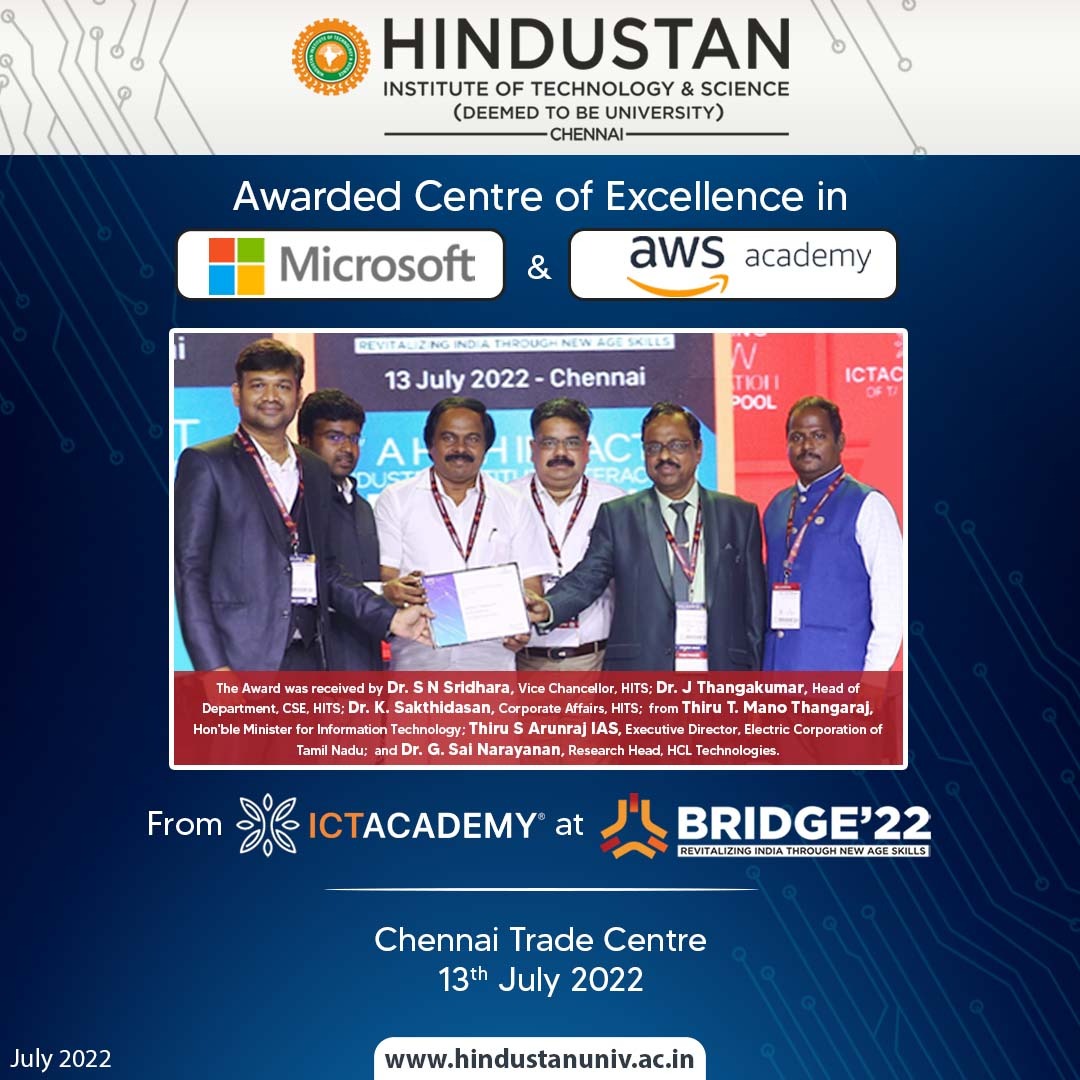 HINDUSTAN
INSTITUTE OF TECHNOLOGY & SCIENCE
(DEEMED TO BE UNIVERSITY)
CHENNAI
Awarded Centre of Excellence in
Microsoft & aws academy
REVITALIZING INDIA THROUGH NEW AGE SKILLS
13 July 2022 - Chennai
ICTAC
POOL
The Award was received by Dr. S N Sridhara, Vice Chancellor, HITS; Dr. J Thangakumar, Head of
Department, CSE, HITS; Dr. K. Sakthidasan, Corporate Affairs, HITS; from Thiru T. Mano Thangaraj,
Hon'ble Minister for Information Technology; Thiru S Arunraj IAS, Executive Director, Electric Corporation of
Tamil Nadu; and Dr. G. Sai Narayanan, Research Head, HCL Technologies.
From ICTACADEMY® at BRIDGE'22
REVITALIZING INDIA THROUGH NEW AGE SKILLS
Chennai Trade Centre
13th July 2022
July 2022
www.hindustanuniv.ac.in